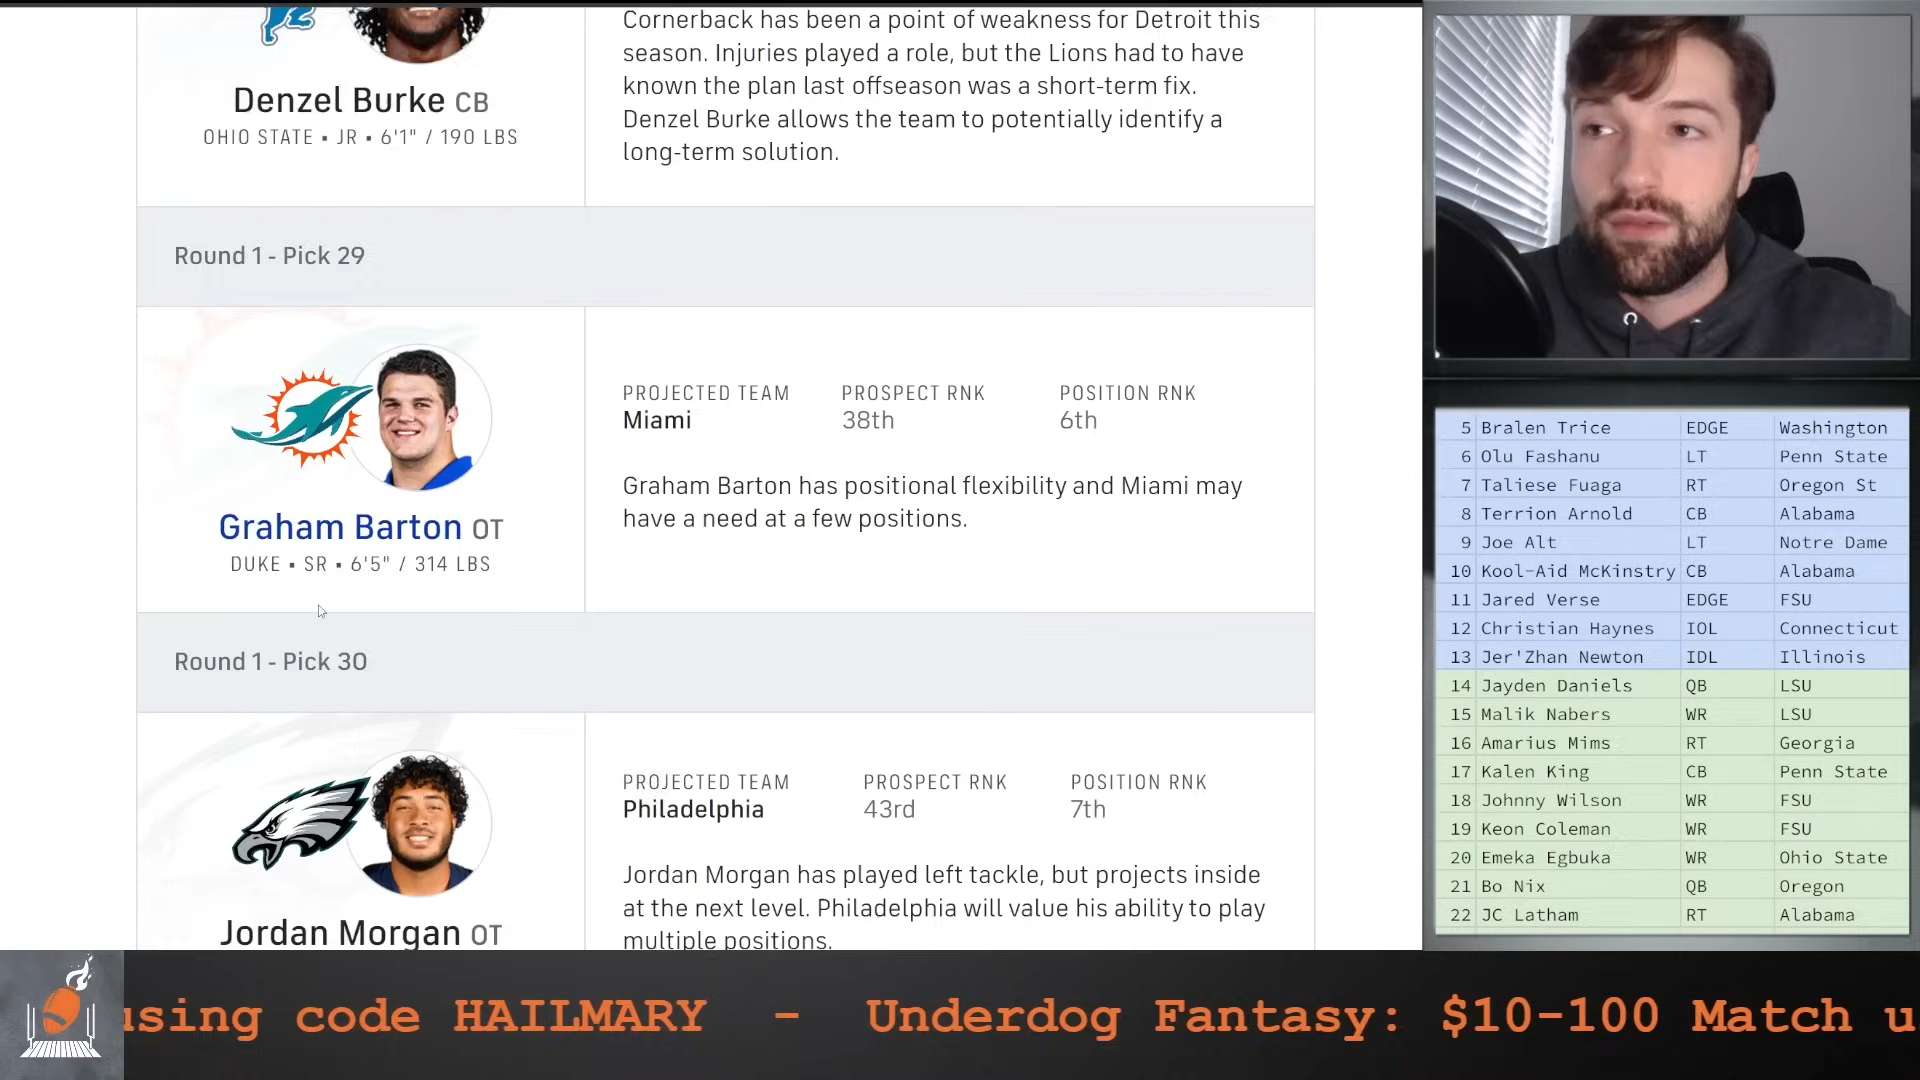 Denzel Burke CB
OHIO STATE • JR • 6'1" / 190 LBS
Cornerback has been a point of weakness for Detroit this
season. Injuries played a role, but the Lions had to have
known the plan last offseason was a short-term fix.
Denzel Burke allows the team to potentially identify a
long-term solution.
Round 1 - Pick 29
Graham Barton OT
DUKE • SR • 6'5" / 314 LBS
PROJECTED TEAM PROSPECT RNK POSITION RNK
Miami 38th 6th
Graham Barton has positional flexibility and Miami may
have a need at a few positions.
Round 1 - Pick 30
Jordan Morgan OT
PROJECTED TEAM PROSPECT RNK POSITION RNK
Philadelphia 43rd 7th
Jordan Morgan has played left tackle, but projects inside
at the next level. Philadelphia will value his ability to play
multiple positions.
5 Bralen Trice EDGE Washington
6 Olu Fashanu LT Penn State
7 Taliese Fuaga RT Oregon St
8 Terrion Arnold CB Alabama
9 Joe Alt LT Notre Dame
10 Kool-Aid McKinstry CB Alabama
11 Jared Verse EDGE FSU
12 Christian Haynes IOL Connecticut
13 Jer'Zhan Newton IDL Illinois
14 Jayden Daniels QB LSU
15 Malik Nabers WR LSU
16 Amarius Mims RT Georgia
17 Kalen King CB Penn State
18 Johnny Wilson WR FSU
19 Keon Coleman WR FSU
20 Emeka Egbuka WR Ohio State
21 Bo Nix QB Oregon
22 JC Latham RT Alabama
using code HAILMARY - Underdog Fantasy: $10-100 Match u